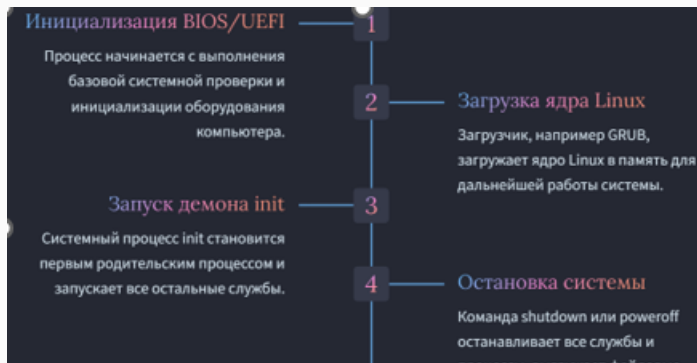 Инициализация BIOS/UEFI
1
Процесс начинается с выполнения
базовой системной проверки и
инициализации оборудования
компьютера.
2
Загрузка ядра Linux
Загрузчик, например GRUB,
загружает ядро Linux в память для
дальнейшей работы системы.
Запуск демона init
3
Системный процесс init становится
первым родительским процессом и
запускает все остальные службы.
4
Остановка системы
Команда shutdown или poweroff
останавливает все службы и